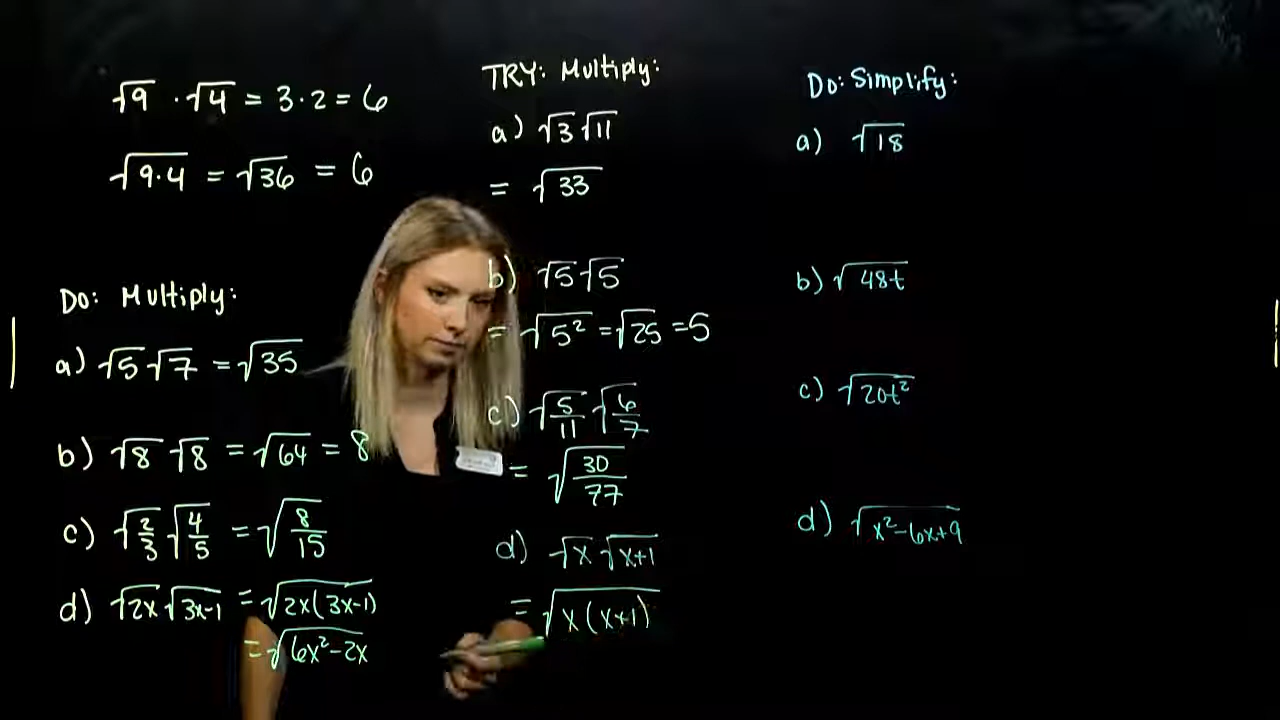 √9 · √4 = 3 · 2 = 6
√9·4 = √36 = 6
Do: Multiply:
a) √5 √7 = √35
b) √8 √8 = √64 = 8
c) √2/3 √4/5 = √8/15
d) √2x √3x-1 = √2x(3x-1)
= √6x²-2x
TRY: Multiply:
a) √3 √11
= √33
b) √5 √5
= √5² = √25 = 5
c) √5/11 √6/7
= √30/77
d) √x √x+1
= √x(x+1)
Do: Simplify:
a) √18
b) √48t
c) √20t²
d) √x²-6x+9